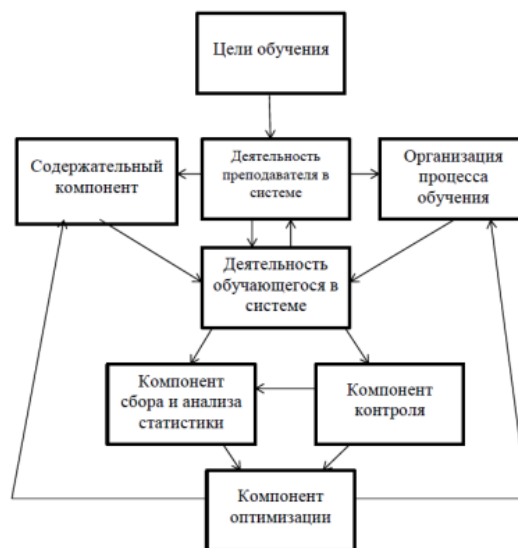 Цели обучения
Содержательный
компонент
Деятельность
преподавателя в
системе
Организация
процесса
обучения
Деятельность
обучающегося в
системе
Компонент
сбора и анализа
статистики
Компонент
контроля
Компонент
оптимизации